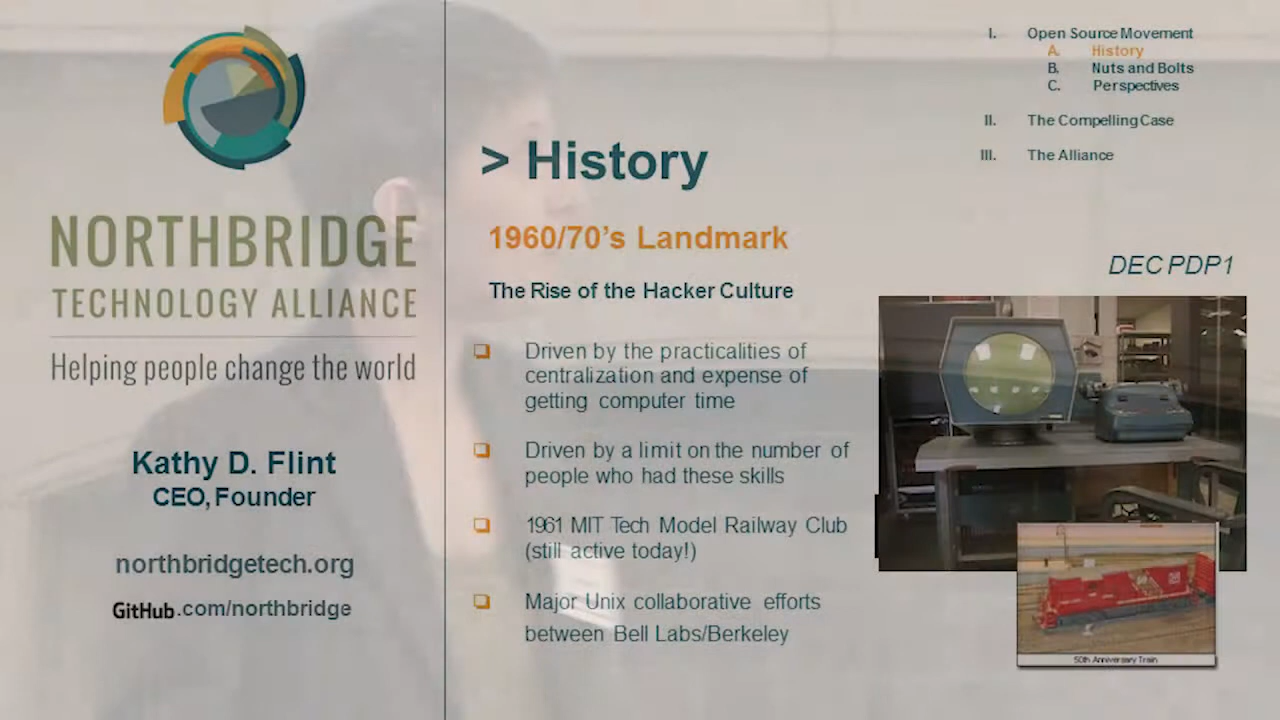 NORTHBRIDGE
TECHNOLOGY ALLIANCE
Helping people change the world
Kathy D. Flint
CEO, Founder
northbridgetech.org
GitHub.com/northbridge
I. Open Source Movement
A. History
B. Nuts and Bolts
C. Perspectives
II. The Compelling Case
III. The Alliance
> History
1960/70's Landmark
The Rise of the Hacker Culture
Driven by the practicalities of
centralization and expense of
getting computer time
Driven by a limit on the number of
people who had these skills
1961 MIT Tech Model Railway Club
(still active today!)
Major Unix collaborative efforts
between Bell Labs/Berkeley
DEC PDP1
50th Anniversary Train